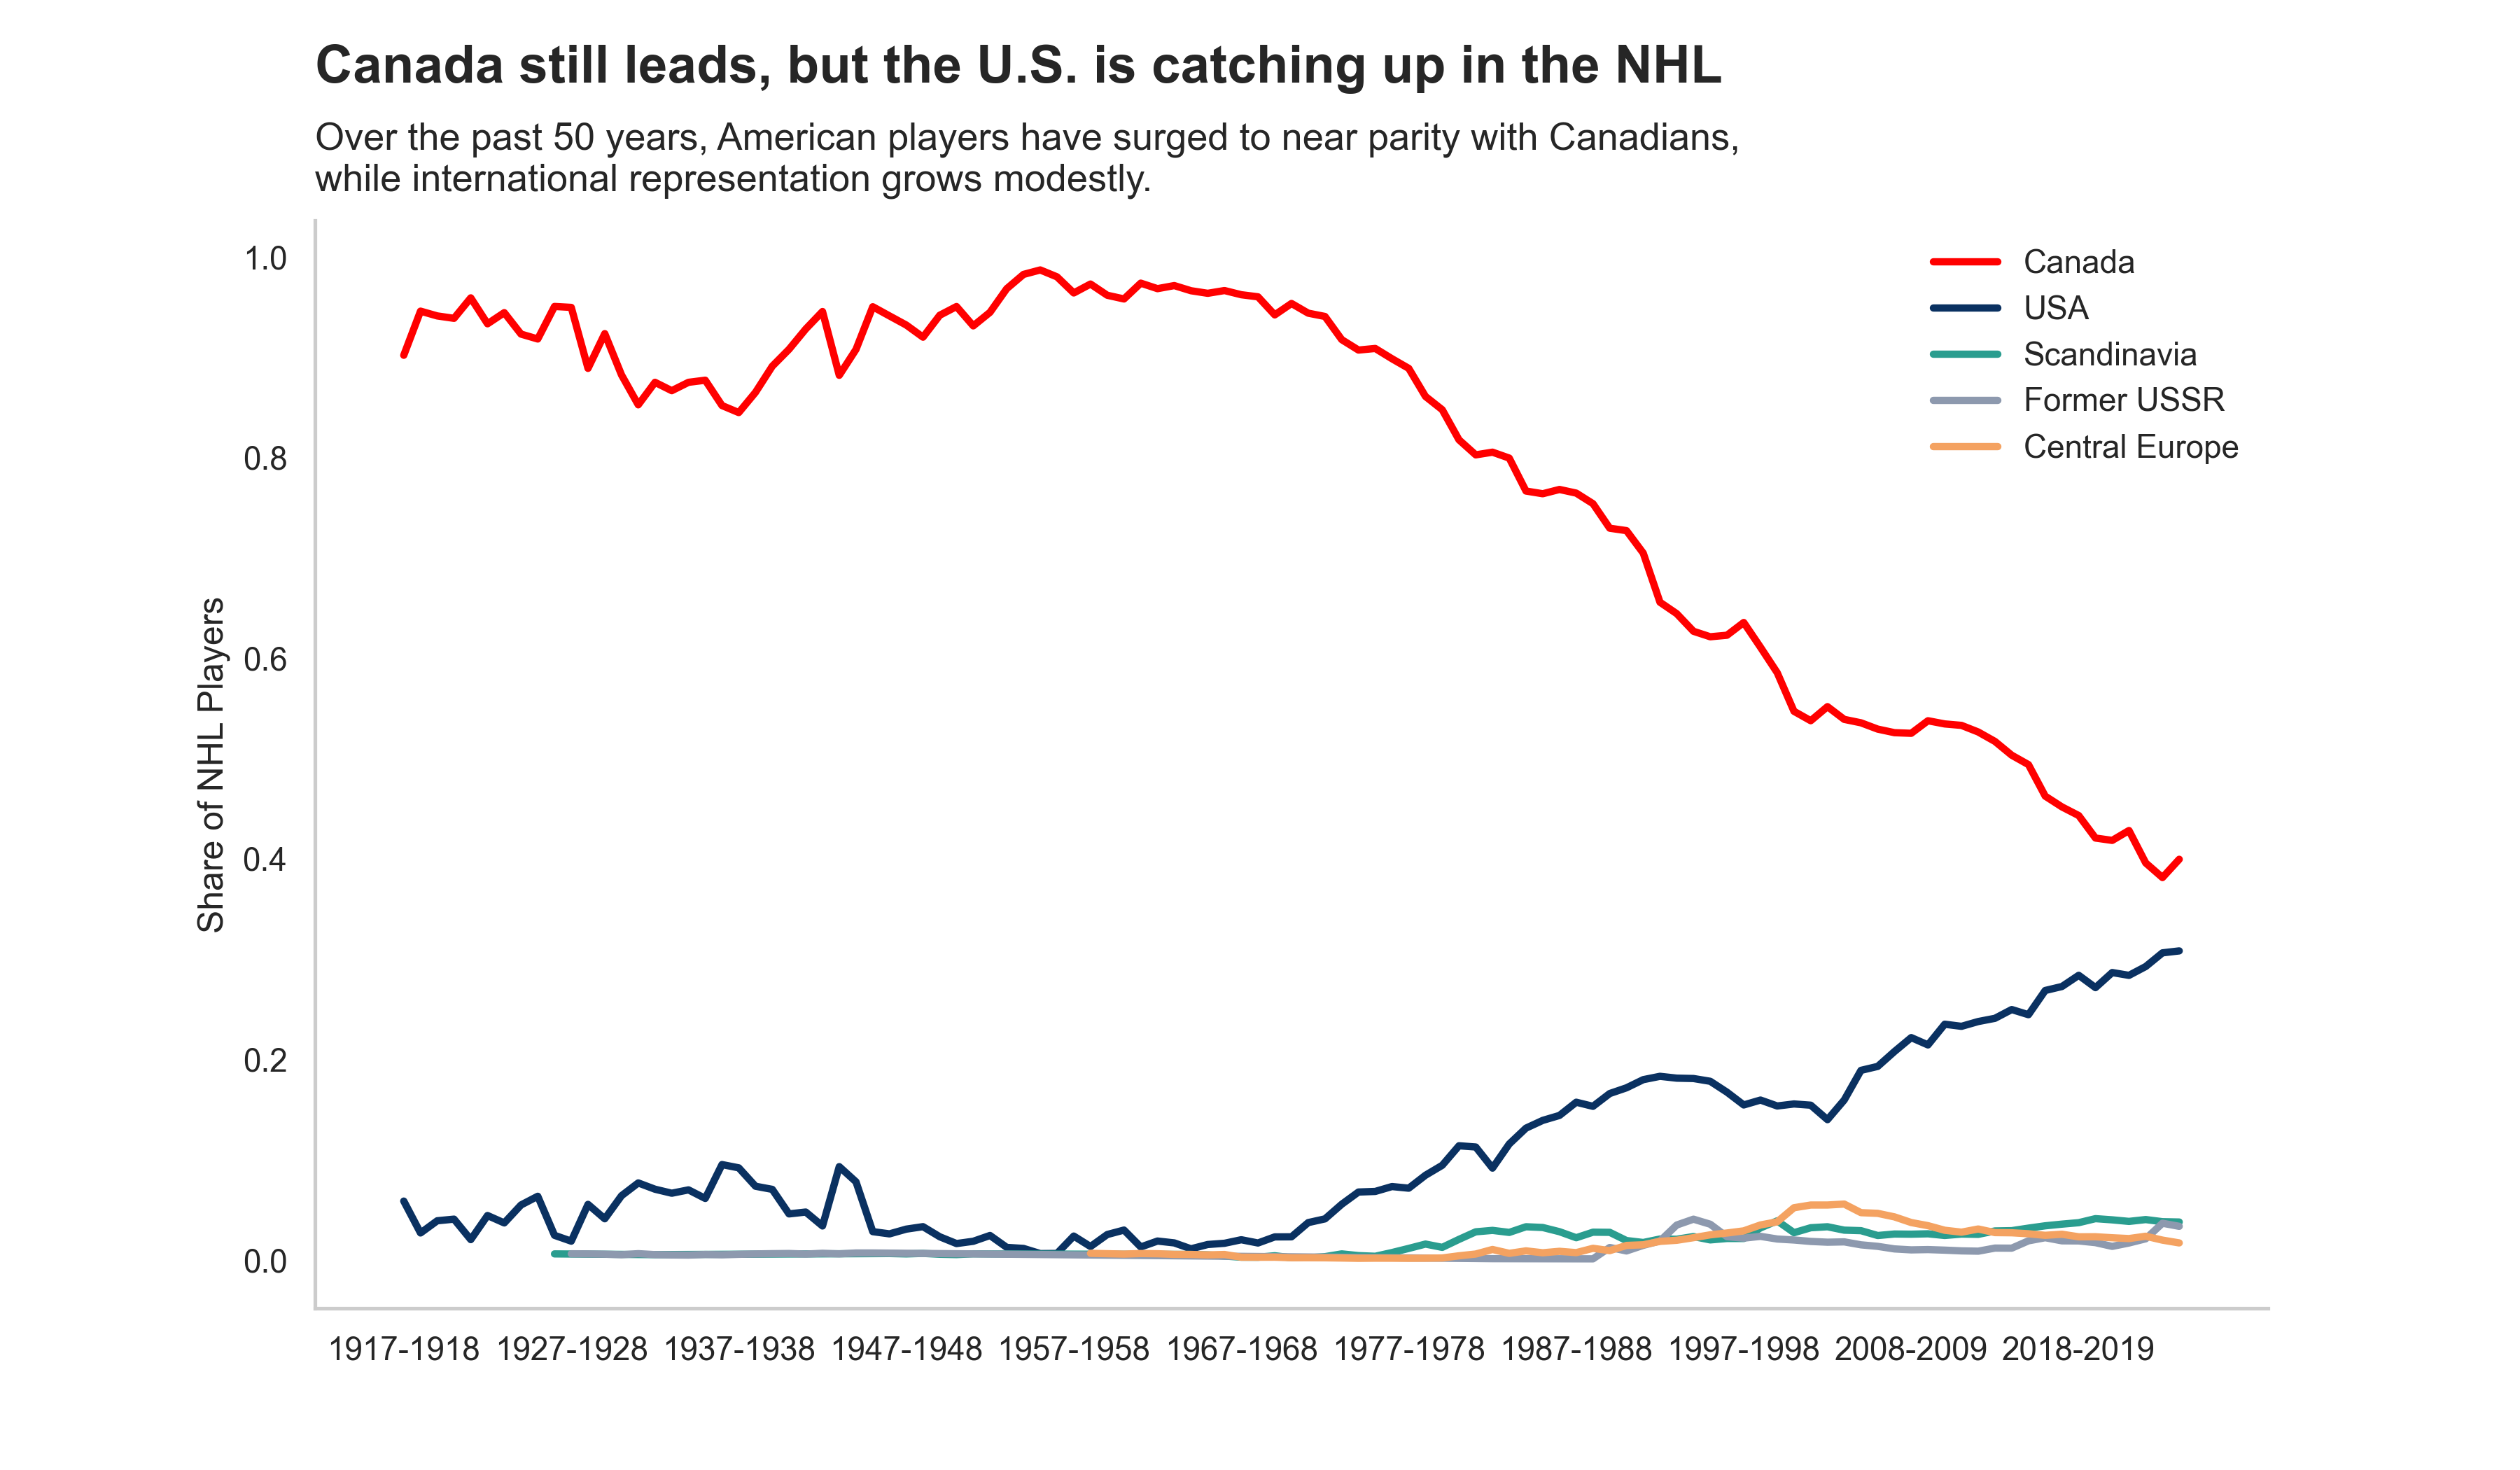 Canada still leads, but the U.S. is catching up in the NHL
Over the past 50 years, American players have surged to near parity with Canadians,
while international representation grows modestly.
Canada
USA
Scandinavia
Former USSR
Central Europe
Share of NHL Players
1.0
0.8
0.6
0.4
0.2
0.0
1917-1918 1927-1928 1937-1938 1947-1948 1957-1958 1967-1968 1977-1978 1987-1988 1997-1998 2008-2009 2018-2019